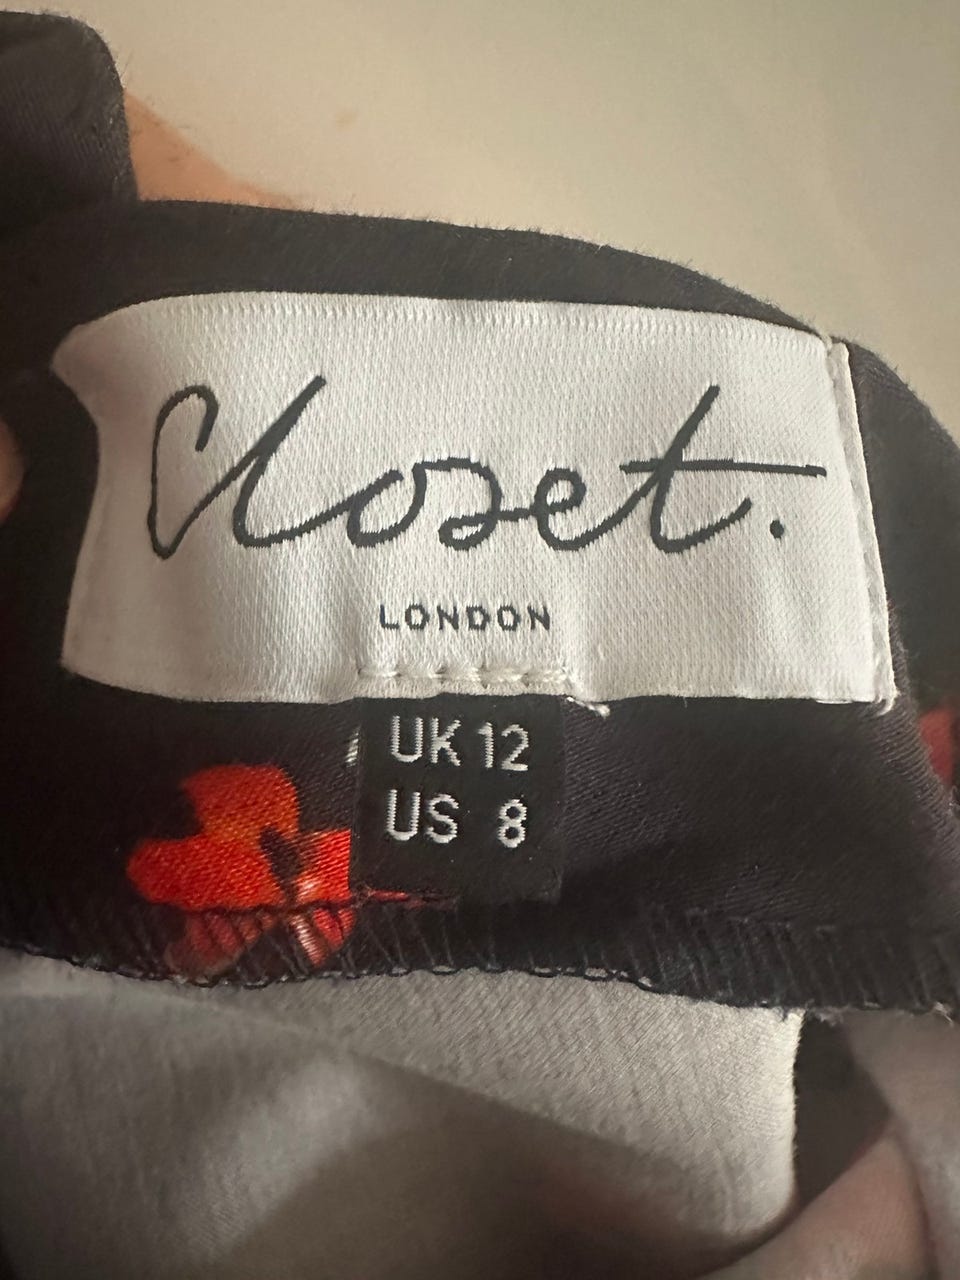 Closet.
LONDON
UK 12
US 8